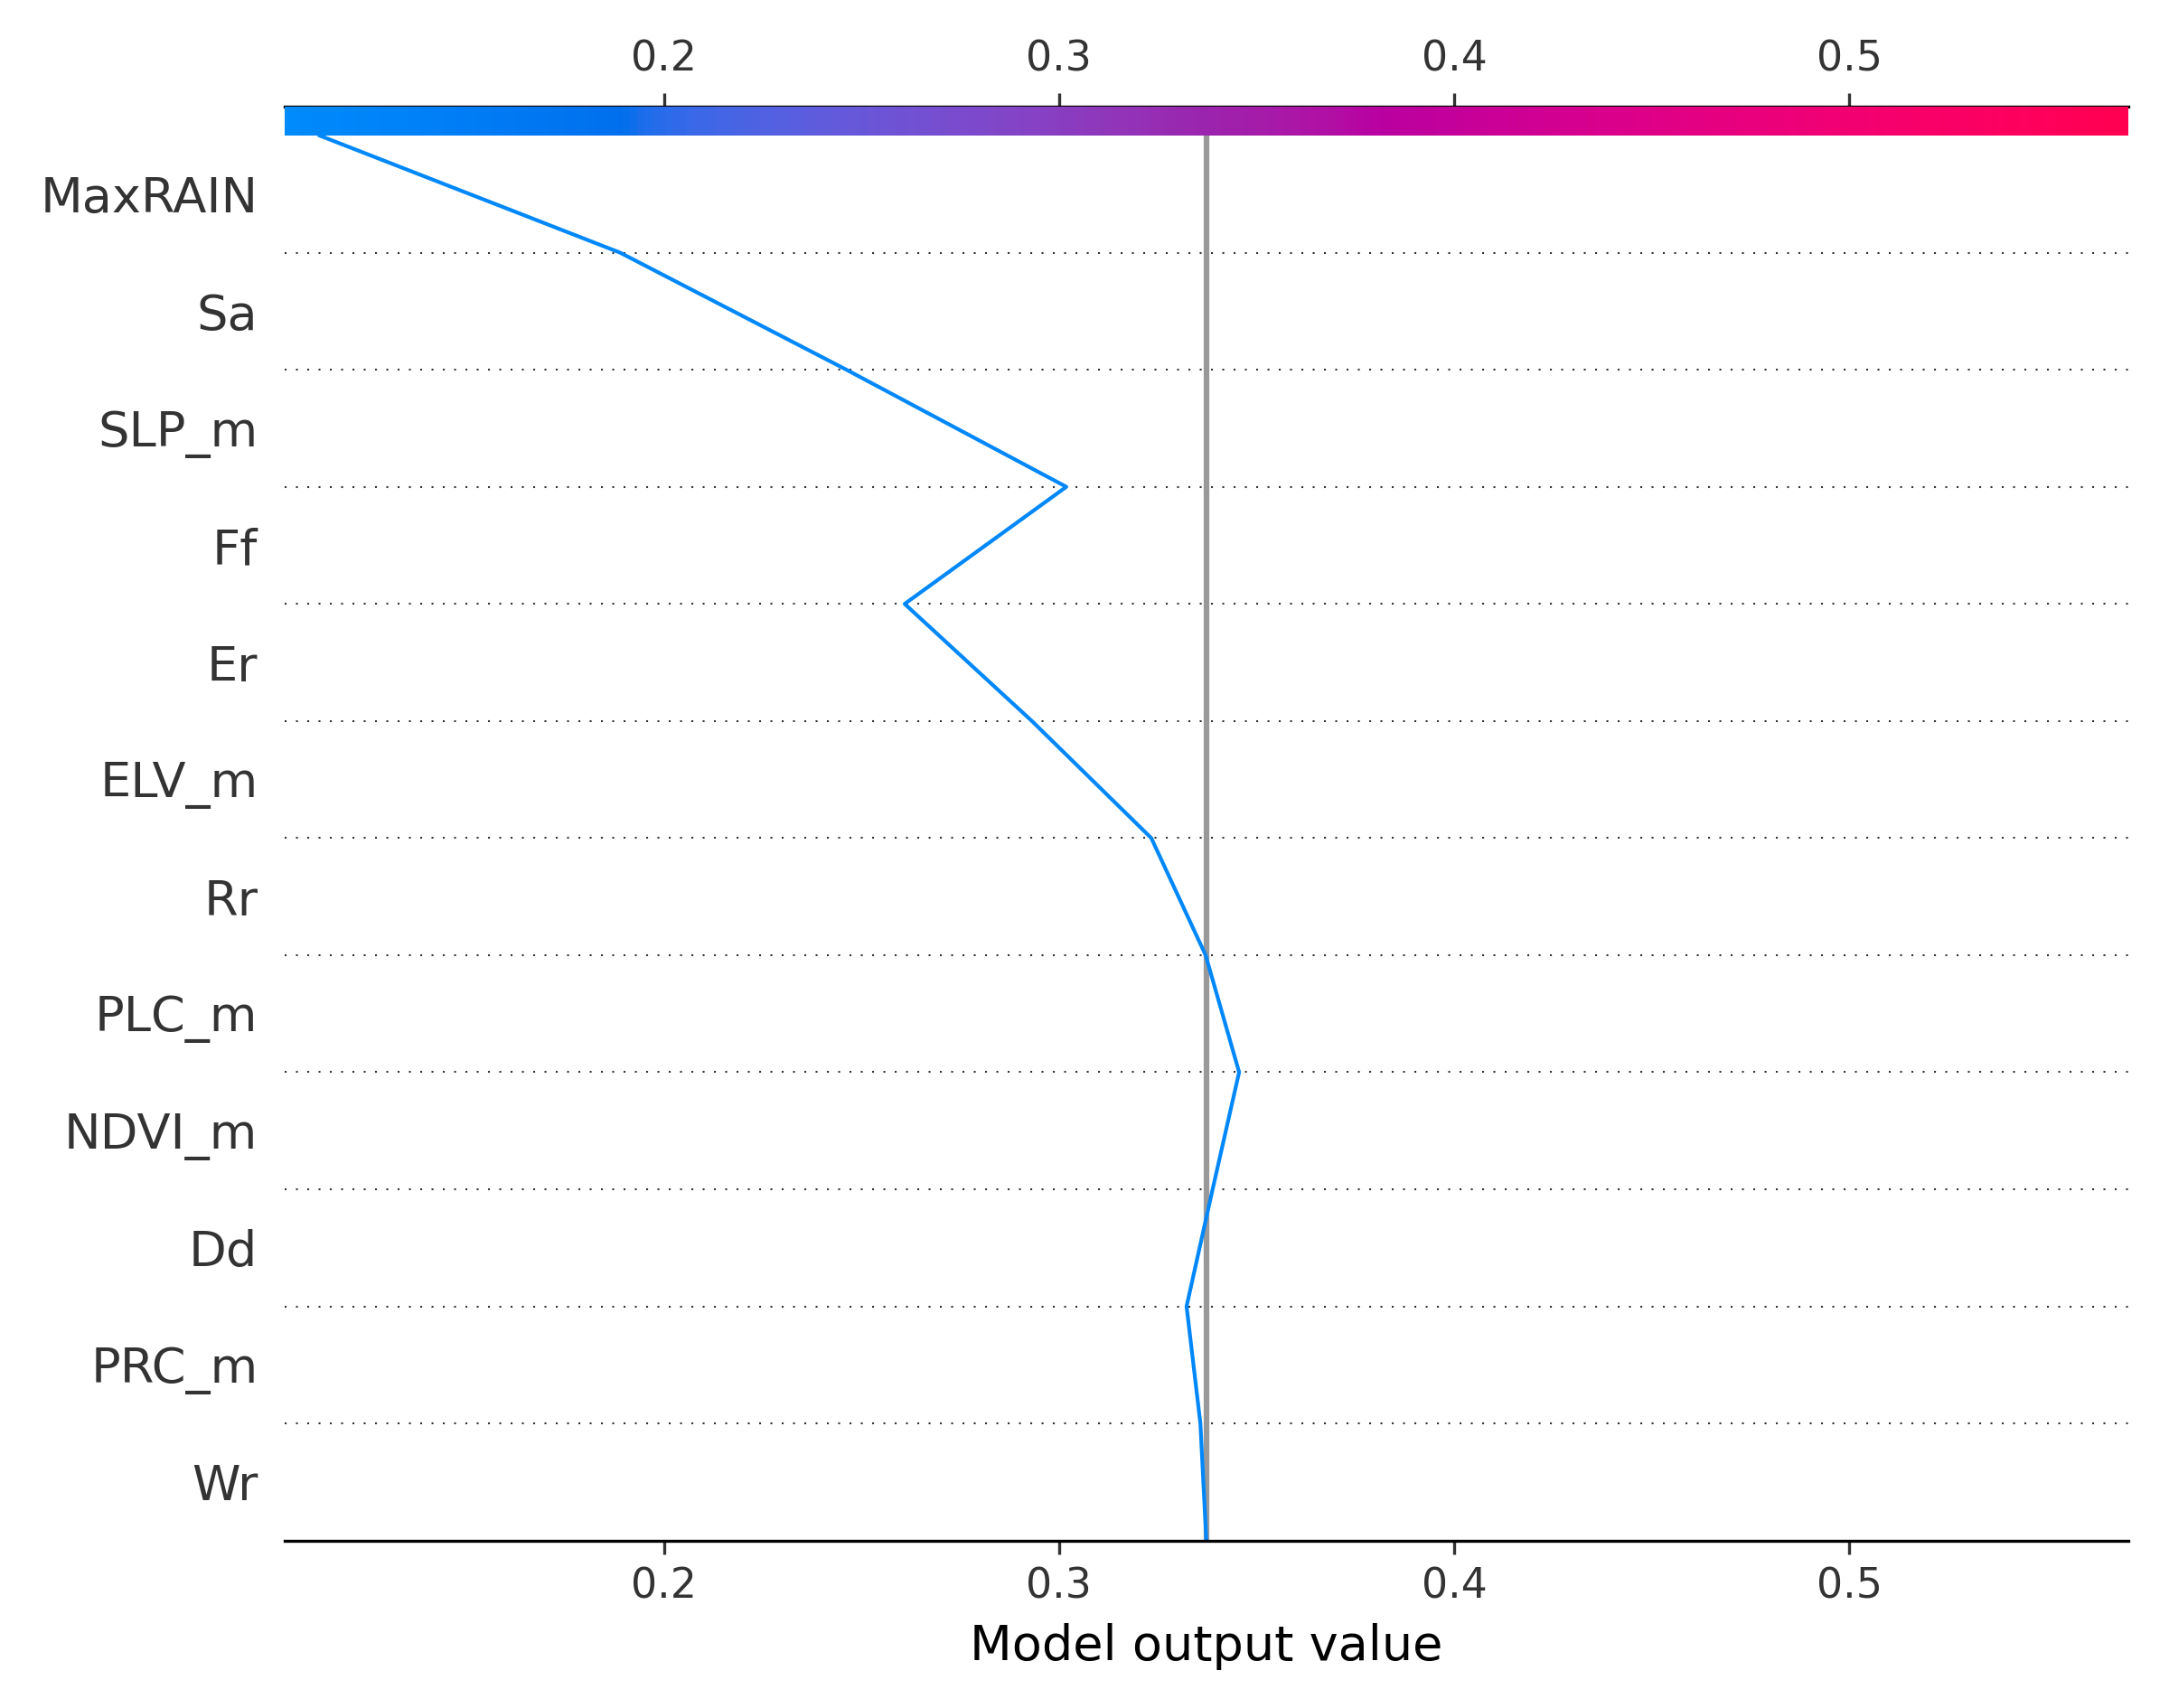 0.2 0.3 0.4 0.5
MaxRAIN
Sa
SLP_m
Ff
Er
ELV_m
Rr
PLC_m
NDVI_m
Dd
PRC_m
Wr
0.2 0.3 0.4 0.5
Model output value